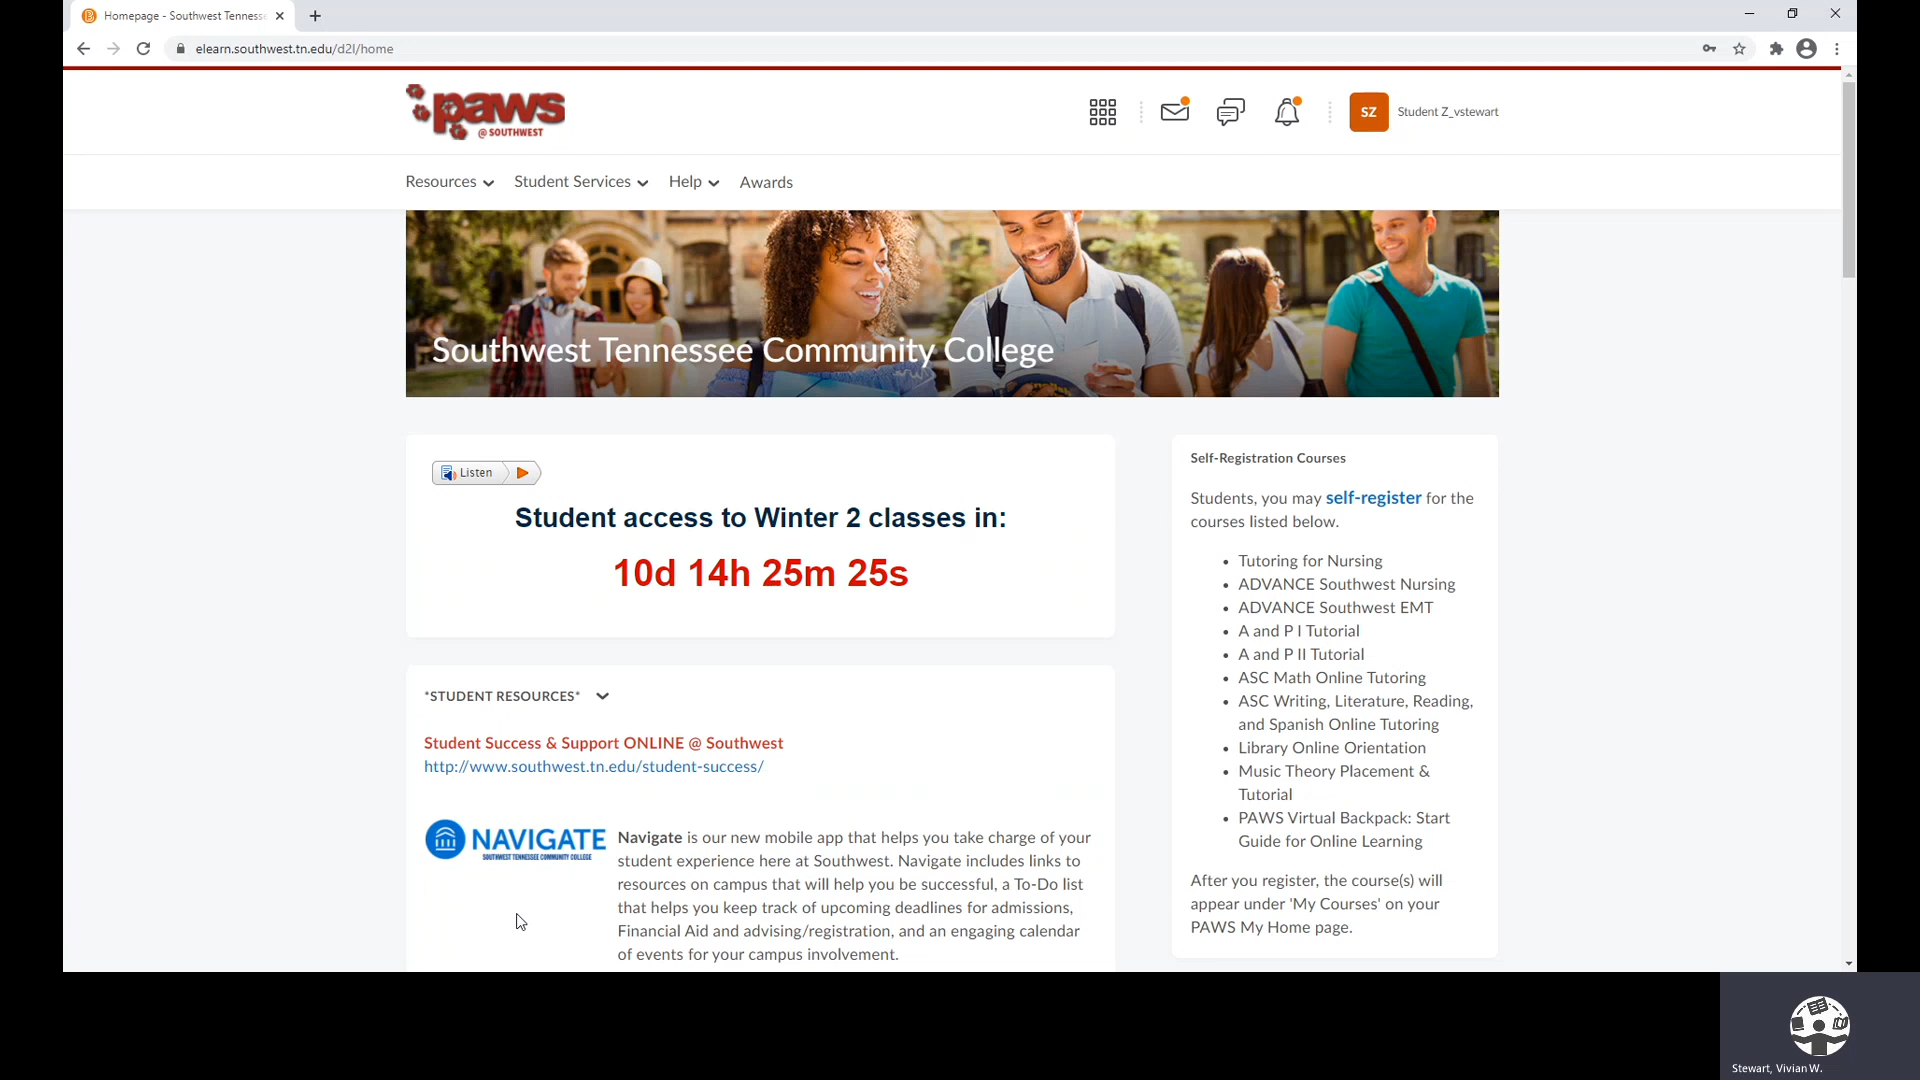 Homepage - Southwest Tennesse
elearn.southwest.tn.edu/d2l/home
paws
@ SOUTHWEST
SZ
Student Z_vstewart
Resources
Student Services
Help
Awards
Southwest Tennessee Community College
Listen
Student access to Winter 2 classes in:
10d 14h 25m 25s
*STUDENT RESOURCES*
Student Success & Support ONLINE @ Southwest
http://www.southwest.tn.edu/student-success/
NAVIGATE
SOUTHWEST TENNESSEE COMMUNITY COLLEGE
Navigate is our new mobile app that helps you take charge of your
student experience here at Southwest. Navigate includes links to
resources on campus that will help you be successful, a To-Do list
that helps you keep track of upcoming deadlines for admissions,
Financial Aid and advising/registration, and an engaging calendar
of events for your campus involvement.
Self-Registration Courses
Students, you may self-register for the
courses listed below.
• Tutoring for Nursing
• ADVANCE Southwest Nursing
• ADVANCE Southwest EMT
• A and P I Tutorial
• A and P II Tutorial
• ASC Math Online Tutoring
• ASC Writing, Literature, Reading,
and Spanish Online Tutoring
• Library Online Orientation
• Music Theory Placement &
Tutorial
• PAWS Virtual Backpack: Start
Guide for Online Learning
After you register, the course(s) will
appear under 'My Courses' on your
PAWS My Home page.
Stewart, Vivian W.